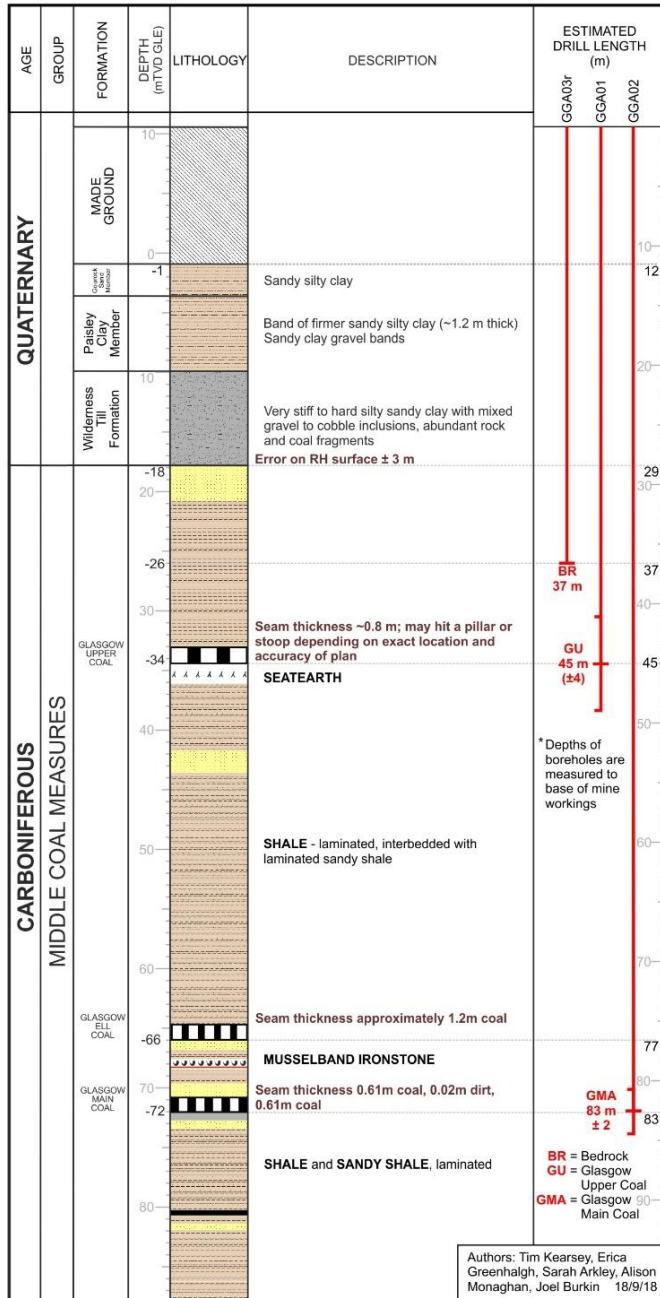 AGE
GROUP
FORMATION
DEPTH
(mTVD GLE)
LITHOLOGY
DESCRIPTION
ESTIMATED
DRILL LENGTH
(m)
GGA03r
GGA01
GGA02
QUATERNARY
MADE
GROUND
10
0
10
-1
12
Gourock
Sand
Member
Sandy silty clay
Paisley
Clay
Member
Band of firmer sandy silty clay (~1.2 m thick)
Sandy clay gravel bands
20
Wilderness
Till
Formation
10
Very stiff to hard silty sandy clay with mixed
gravel to cobble inclusions, abundant rock
and coal fragments
Error on RH surface ± 3 m
-18
29
CARBONIFEROUS
MIDDLE COAL MEASURES
20
30
-26
37
BR
37 m
30
40
Seam thickness ~0.8 m; may hit a pillar or
stoop depending on exact location and
accuracy of plan
GLASGOW
UPPER
COAL
-34
GU
45 m
(±4)
45
SEATEARTH
40
50
* Depths of
boreholes are
measured to
base of mine
workings
SHALE - laminated, interbedded with
laminated sandy shale
50
60
60
70
GLASGOW
ELL
COAL
Seam thickness approximately 1.2m coal
-66
77
MUSSELBAND IRONSTONE
70
80
GLASGOW
MAIN
COAL
Seam thickness 0.61m coal, 0.02m dirt,
0.61m coal
-72
GMA
83 m
± 2
83
SHALE and SANDY SHALE, laminated
80
90
BR = Bedrock
GU = Glasgow
Upper Coal
GMA = Glasgow
Main Coal
Authors: Tim Kearsey, Erica
Greenhalgh, Sarah Arkley, Alison
Monaghan, Joel Burkin 18/9/18